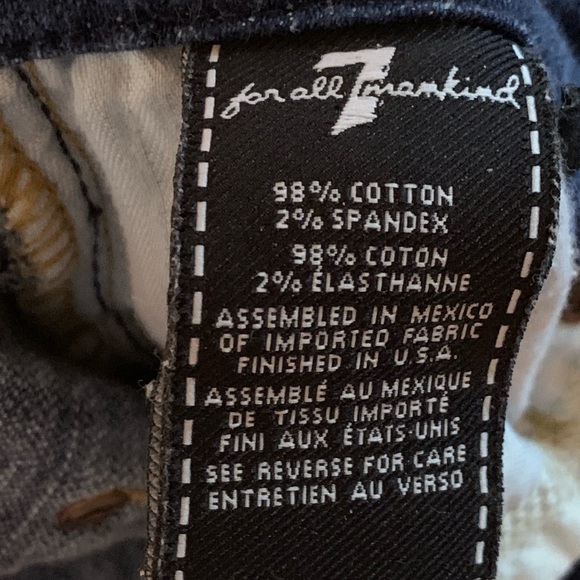 for all 7 mankind
98% COTTON
2% SPANDEX
98% COTON
2% ÉLASTHANNE
ASSEMBLED IN MEXICO
OF IMPORTED FABRIC
FINISHED IN U.S.A.
ASSEMBLÉ AU MEXIQUE
DE TISSU IMPORTÉ
FINI AUX ÉTATS-UNIS
SEE REVERSE FOR CARE
ENTRETIEN AU VERSO